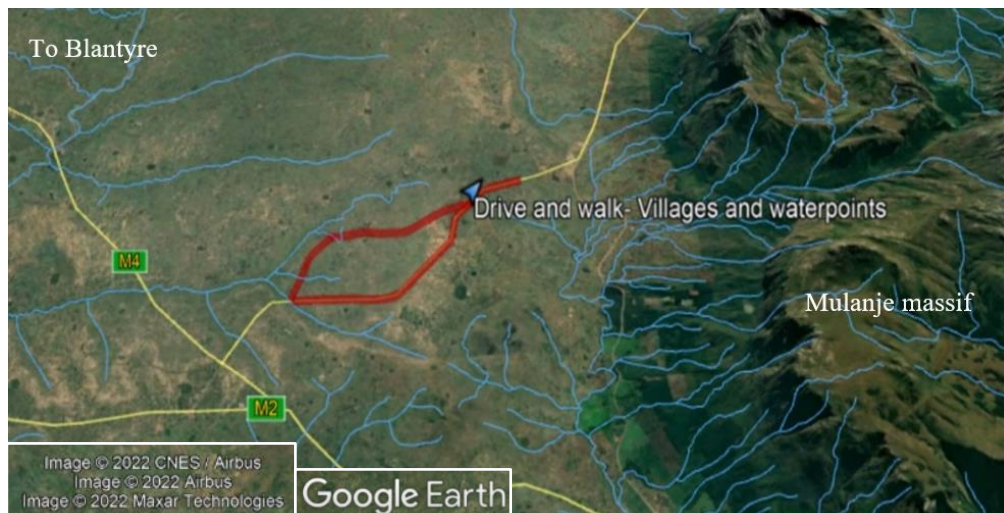 To Blantyre
Drive and walk- Villages and waterpoints
M4
Mulanje massif
M2
Image © 2022 CNES / Airbus
Image © 2022 Airbus
Image © 2022 Maxar Technologies
Google Earth